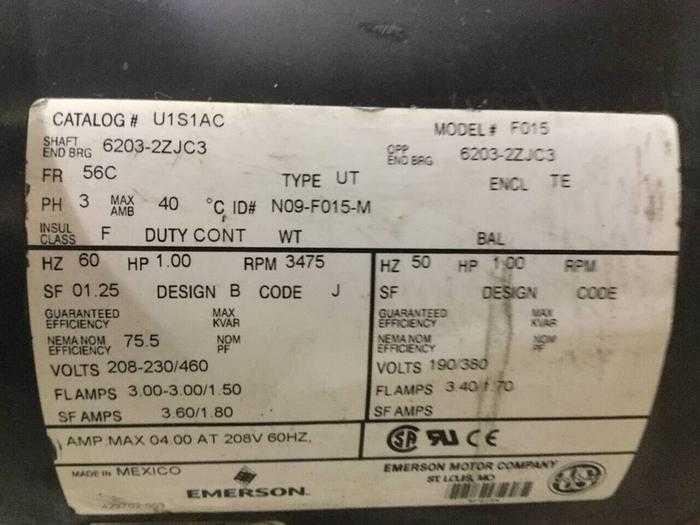 CATALOG # U1S1AC MODEL # F015
SHAFT END BRG 6203-2ZJC3 OPP END BRG 6203-2ZJC3
FR 56C TYPE UT ENCL TE
PH 3 MAX AMB 40 °C ID# N09-F015-M
INSUL CLASS F DUTY CONT WT BAL
HZ 60 HP 1.00 RPM 3475
SF 01.25 DESIGN B CODE J
GUARANTEED EFFICIENCY MAX KVAR
NEMA NOM EFFICIENCY 75.5 NOM PF
VOLTS 208-230/460
FL AMPS 3.00-3.00/1.50
SF AMPS 3.60/1.80
AMP. MAX 04.00 AT 208V 60HZ.
HZ 50 HP 1.00 RPM
SF DESIGN CODE
GUARANTEED EFFICIENCY MAX KVAR
NEMA NOM EFFICIENCY NOM PF
VOLTS 190/380
FL AMPS 3.40/1.70
SF AMPS
MADE IN MEXICO
EMERSON
EMERSON MOTOR COMPANY
ST. LOUIS, MO